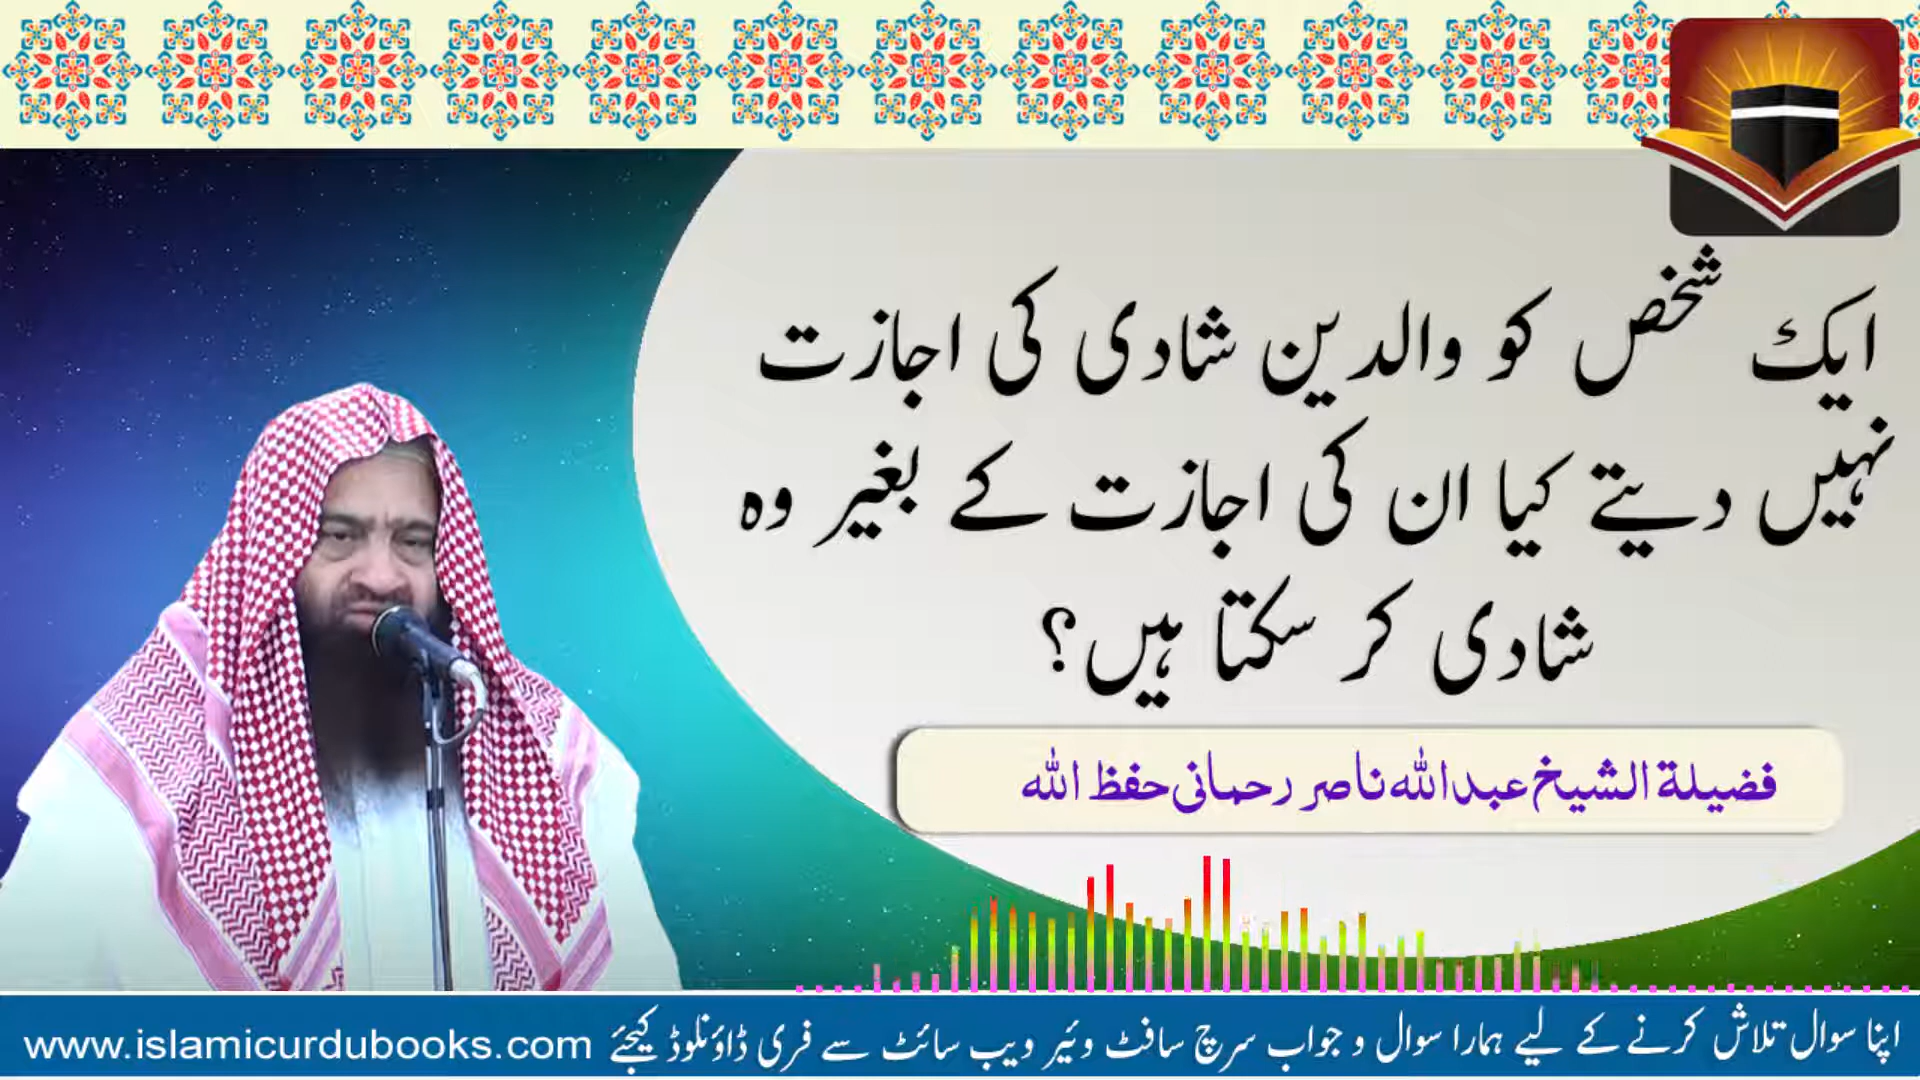 ایک شخص کو والدین شادی کی اجازت
نہیں دیتے کیا ان کی اجازت کے بغیر وہ
شادی کر سکتا ہیں؟
فضیلة الشیخ عبداللہ ناصر رحمانی حفظ اللہ
اپنا سوال تلاش کرنے کے لیے ہمارا سوال و جواب سرچ سافٹ وئیر ویب سائٹ سے فری ڈاؤنلوڈ کیجئے www.islamicurdubooks.com